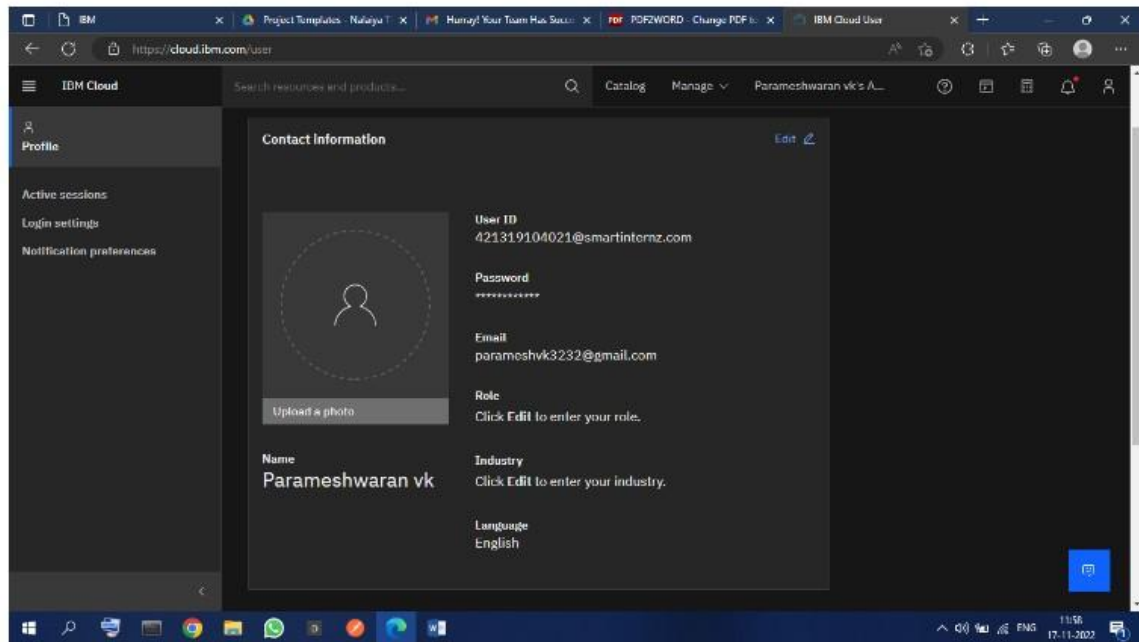 IBM
Project Templates - Nalaiya T
Hurray! Your Team Has Succe
PDF PDF2WORD - Change PDF to
IBM Cloud User
https://cloud.ibm.com/user
IBM Cloud
Search resources and products...
Catalog
Manage
Parameshwaran vk's A...
Profile
Active sessions
Login settings
Notification preferences
Contact information
Edit
Upload a photo
Name
Parameshwaran vk
User ID
421319104021@smartinternz.com
Password
************
Email
parameshvk3232@gmail.com
Role
Click Edit to enter your role.
Industry
Click Edit to enter your industry.
Language
English
ENG
11:58
17-11-2022